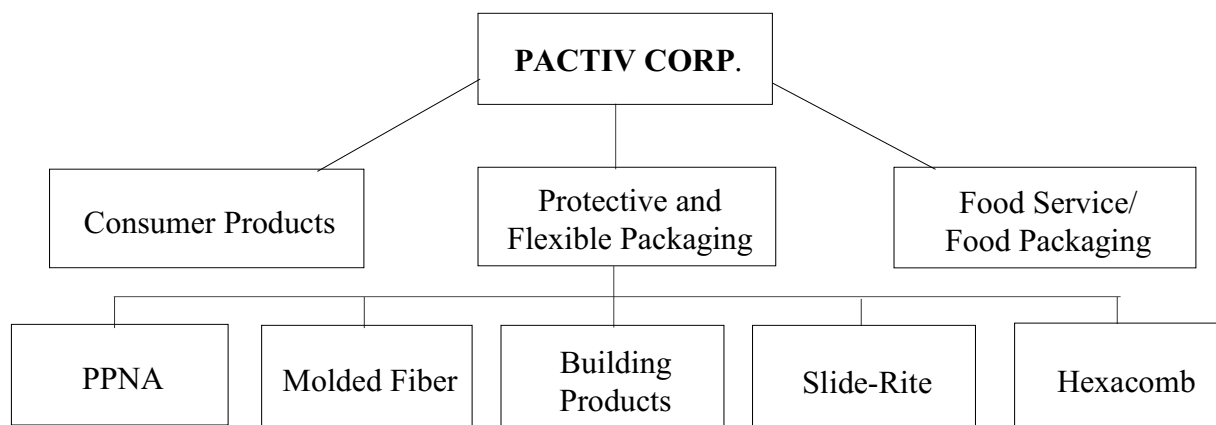 PACTIV CORP.
Consumer Products
Protective and
Flexible Packaging
Food Service/
Food Packaging
PPNA
Molded Fiber
Building
Products
Slide-Rite
Hexacomb